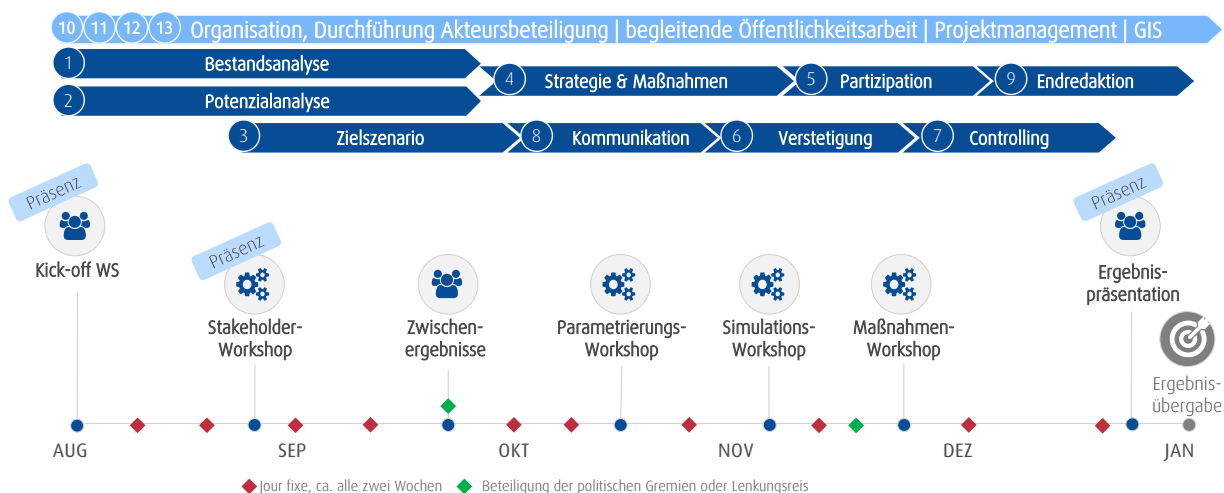 10 11 12 13 Organisation, Durchführung Akteursbeteiligung | begleitende Öffentlichkeitsarbeit | Projektmanagement | GIS
1 Bestandsanalyse
4 Strategie & Maßnahmen 5 Partizipation 9 Endredaktion
2 Potenzialanalyse
3 Zielszenario 8 Kommunikation 6 Verstetigung 7 Controlling
Präsenz
Kick-off WS
Präsenz
Stakeholder-
Workshop
Zwischen-
ergebnisse
Parametrierungs-
Workshop
Simulations-
Workshop
Maßnahmen-
Workshop
Präsenz
Ergebnis-
präsentation
Ergebnis-
übergabe
AUG SEP OKT NOV DEZ JAN
Jour fixe, ca. alle zwei Wochen Beteiligung der politischen Gremien oder Lenkungsreis